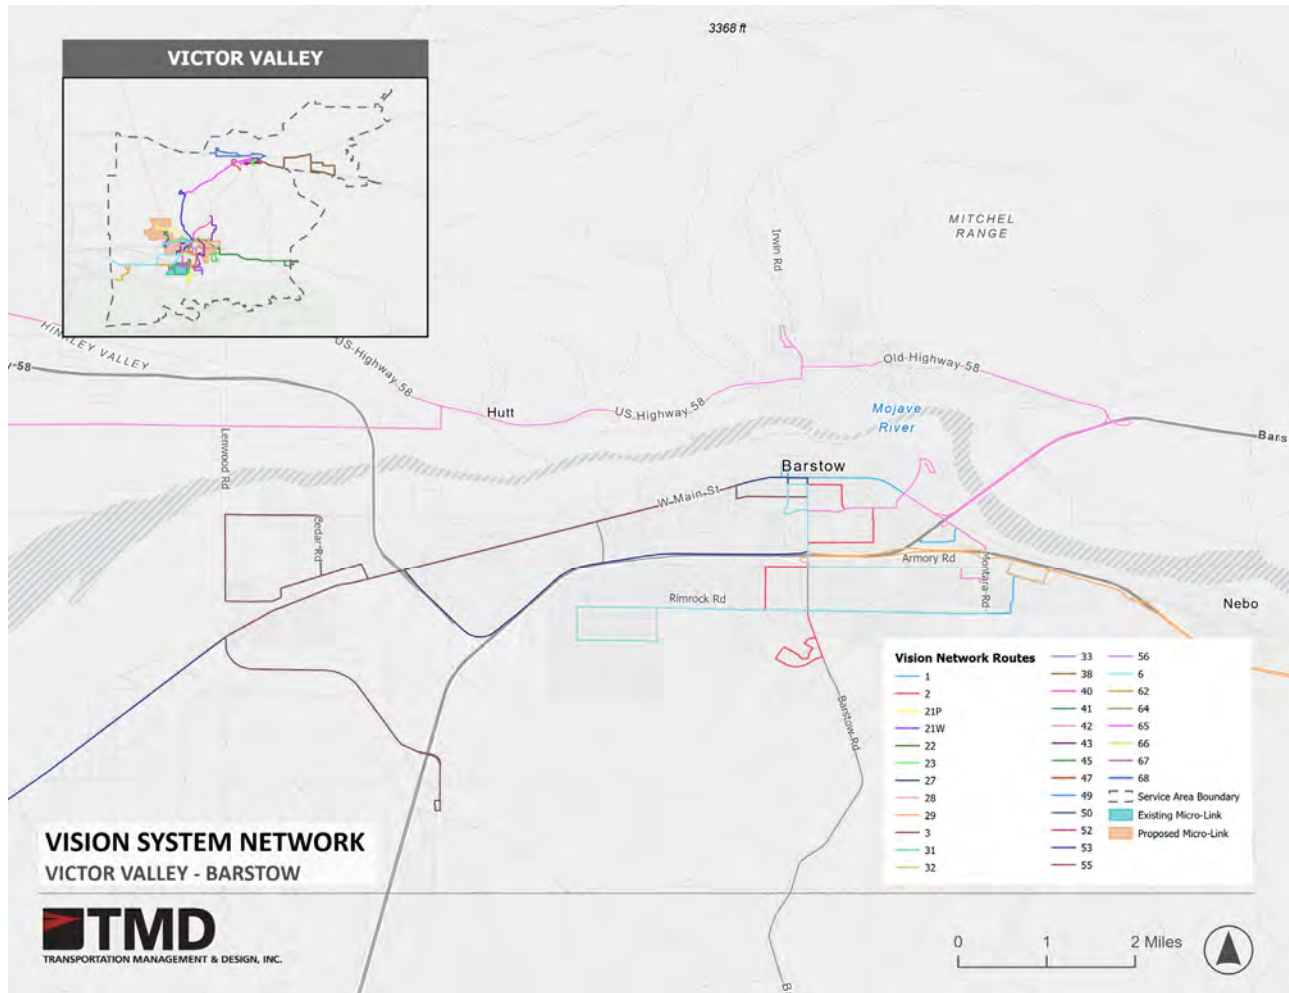 3368 ft
VICTOR VALLEY
MITCHEL
RANGE
Irwin Rd
HINKLEY VALLEY
US Highway 58
Old Highway 58
y-58
Hutt
US Highway 58
Mojave
River
Bars
Lenwood Rd
Barstow
W Main St
Cedar Rd
Armory Rd
Montara Rd
Rimrock Rd
Nebo
Barstow Rd
Vision Network Routes
1
2
21P
21W
22
23
27
28
29
3
31
32
33
38
40
41
42
43
45
47
49
50
52
53
55
56
6
62
64
65
66
67
68
Service Area Boundary
Existing Micro-Link
Proposed Micro-Link
VISION SYSTEM NETWORK
VICTOR VALLEY - BARSTOW
TMD
TRANSPORTATION MANAGEMENT & DESIGN, INC.
0 1 2 Miles